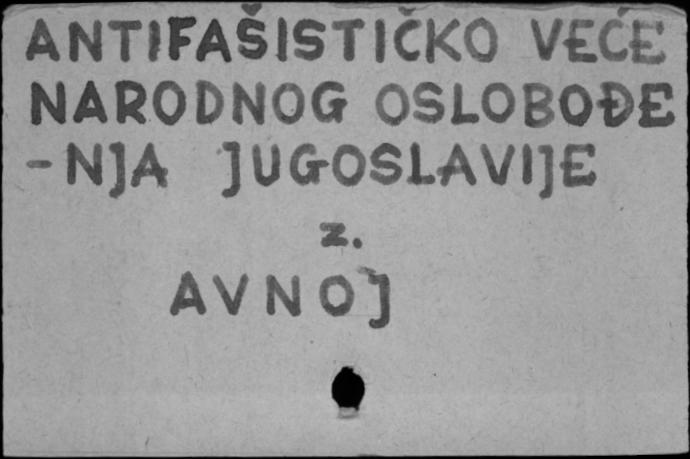 ANTIFAŠISTIČKO VEĆE
NARODNOG OSLOBOĐE
-NJA JUGOSLAVIJE
z.
AVNOJ